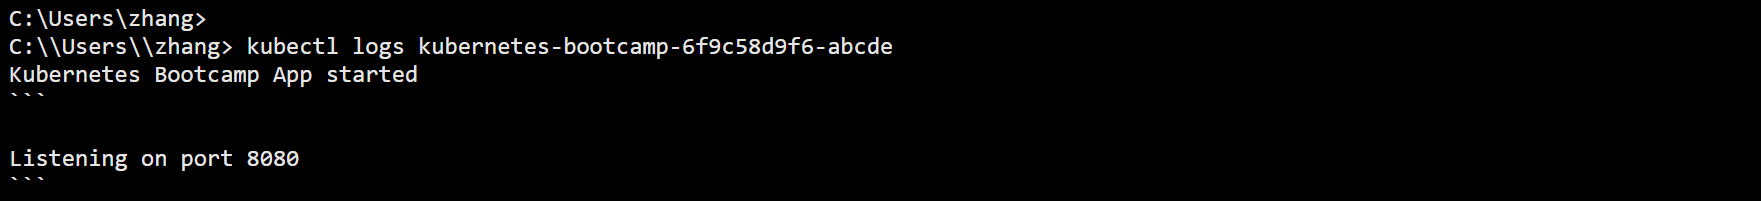 C:\Users\zhang>
C:\\Users\\zhang> kubectl logs kubernetes-bootcamp-6f9c58d9f6-abcde
Kubernetes Bootcamp App started
```
Listening on port 8080
```